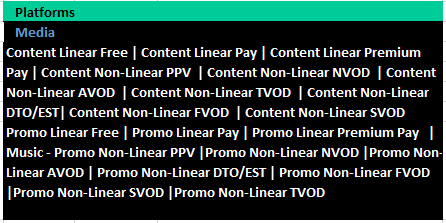 Platforms
Media
Content Linear Free | Content Linear Pay | Content Linear Premium
Pay | Content Non-Linear PPV | Content Non-Linear NVOD | Content
Non-Linear AVOD | Content Non-Linear TVOD | Content Non-Linear
DTO/EST| Content Non-Linear FVOD | Content Non-Linear SVOD
Promo Linear Free | Promo Linear Pay | Promo Linear Premium Pay |
Music - Promo Non-Linear PPV |Promo Non-Linear NVOD |Promo Non-
Linear AVOD | Promo Non-Linear DTO/EST | Promo Non-Linear FVOD
|Promo Non-Linear SVOD |Promo Non-Linear TVOD